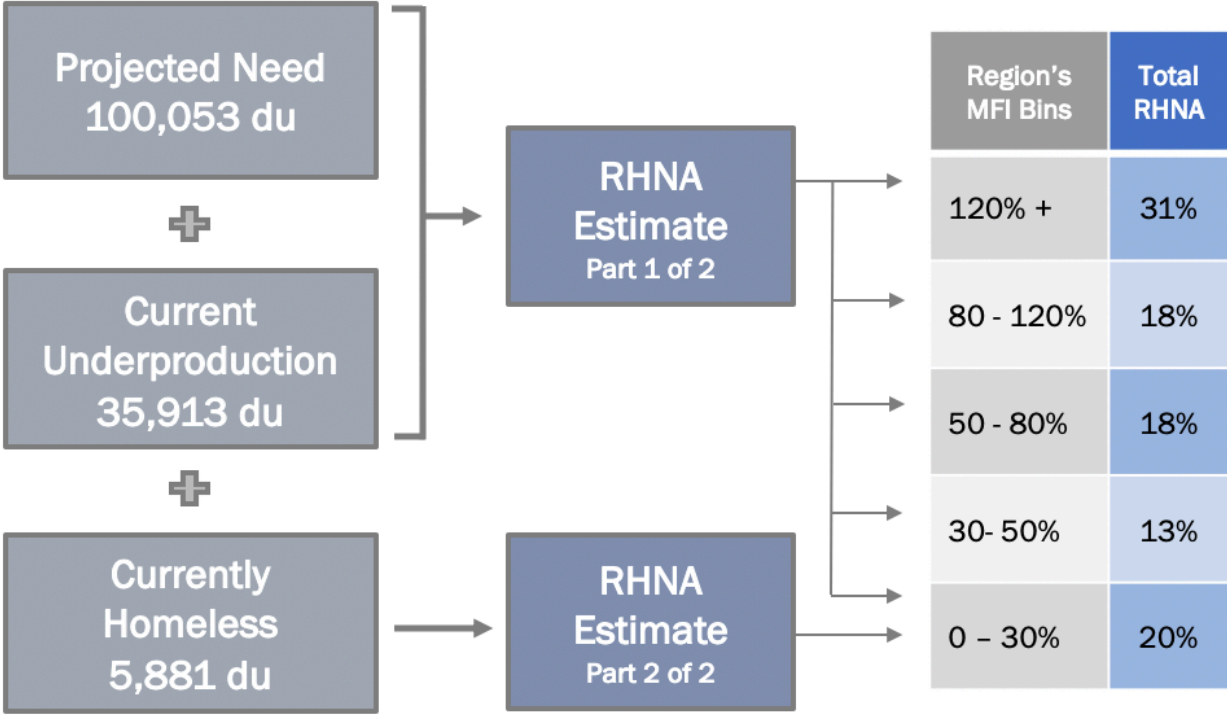 Projected Need
100,053 du
Current
Underproduction
35,913 du
Currently
Homeless
5,881 du
RHNA
Estimate
Part 1 of 2
RHNA
Estimate
Part 2 of 2
Region's Total
MFI Bins RHNA
120% + 31%
80 - 120% 18%
50 - 80% 18%
30- 50% 13%
0 – 30% 20%